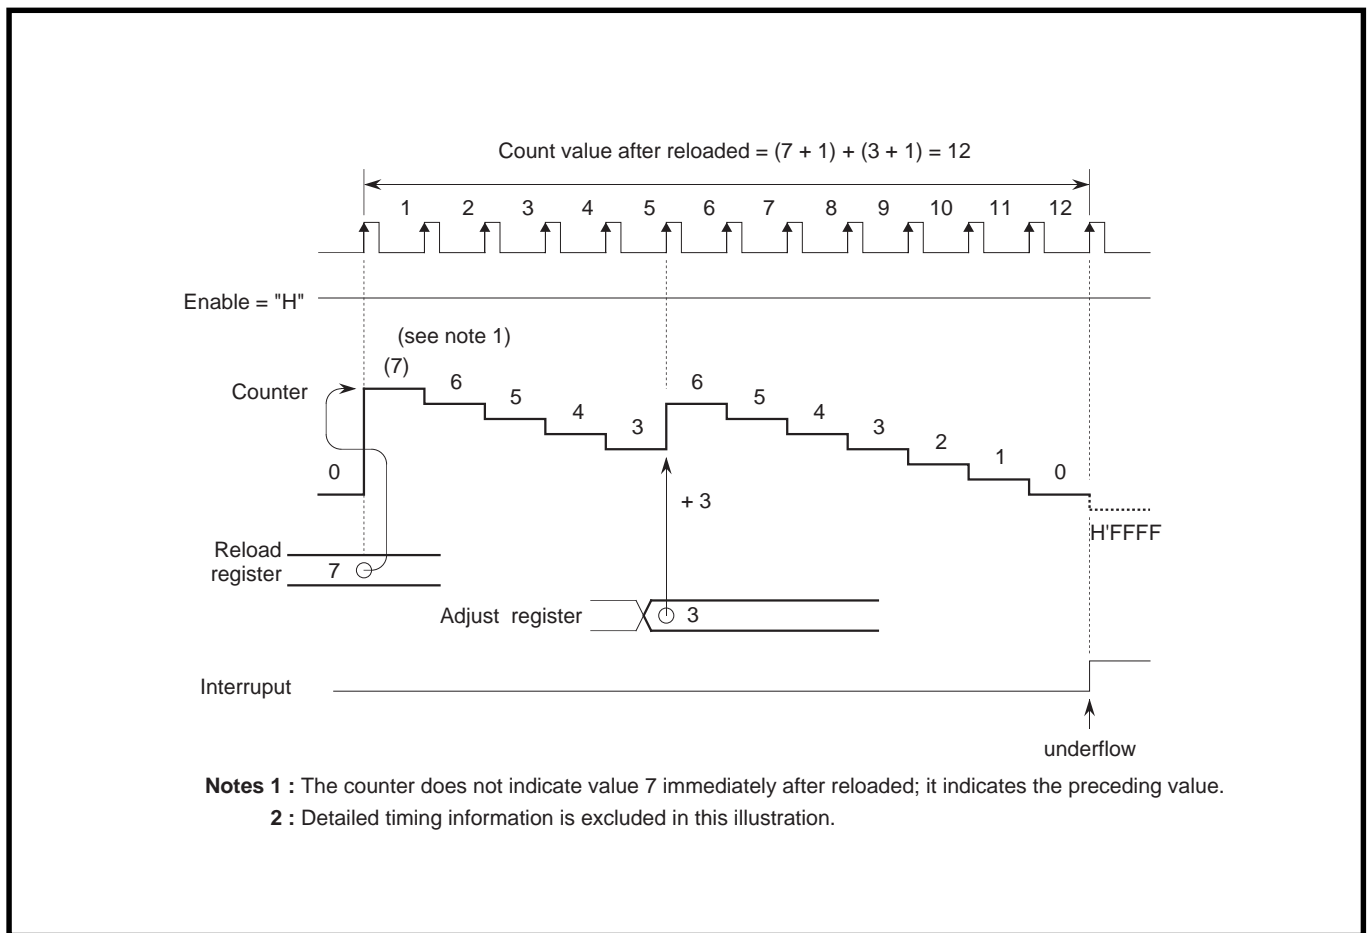 Count value after reloaded = (7 + 1) + (3 + 1) = 12
1 2 3 4 5 6 7 8 9 10 11 12
Enable = "H"
(see note 1)
(7) 6 5 4 3 6 5 4 3 2 1 0
Counter
0
+ 3
H'FFFF
Reload
register 7
Adjust register 3
Interruput
underflow
Notes 1 : The counter does not indicate value 7 immediately after reloaded; it indicates the preceding value.
2 : Detailed timing information is excluded in this illustration.